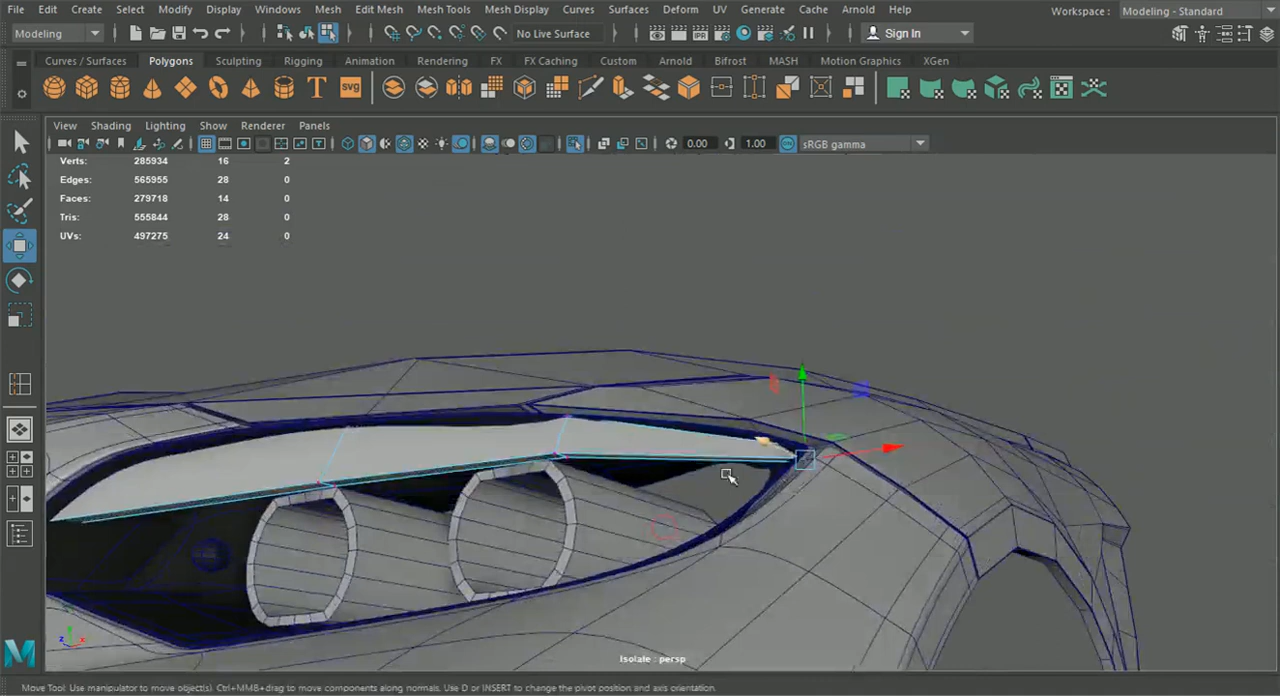 File Edit Create Select Modify Display Windows Mesh Edit Mesh Mesh Tools Mesh Display Curves Surfaces Deform UV Generate Cache Arnold Help Workspace : Modeling - Standard
Modeling No Live Surface Sign In
Curves / Surfaces Polygons Sculpting Rigging Animation Rendering FX FX Caching Custom Arnold Bifrost MASH Motion Graphics XGen
T svg
View Shading Lighting Show Renderer Panels
0.00 1.00 sRGB gamma
Verts: 285934 16 2
Edges: 565955 28 0
Faces: 279718 14 0
Tris: 555844 28 0
UVs: 497275 24 0
z x
M
Isolate : persp
Move Tool: Use manipulator to move object(s). Ctrl+MMB+drag to move components along normals. Use D or INSERT to change the pivot position and axis orientation.